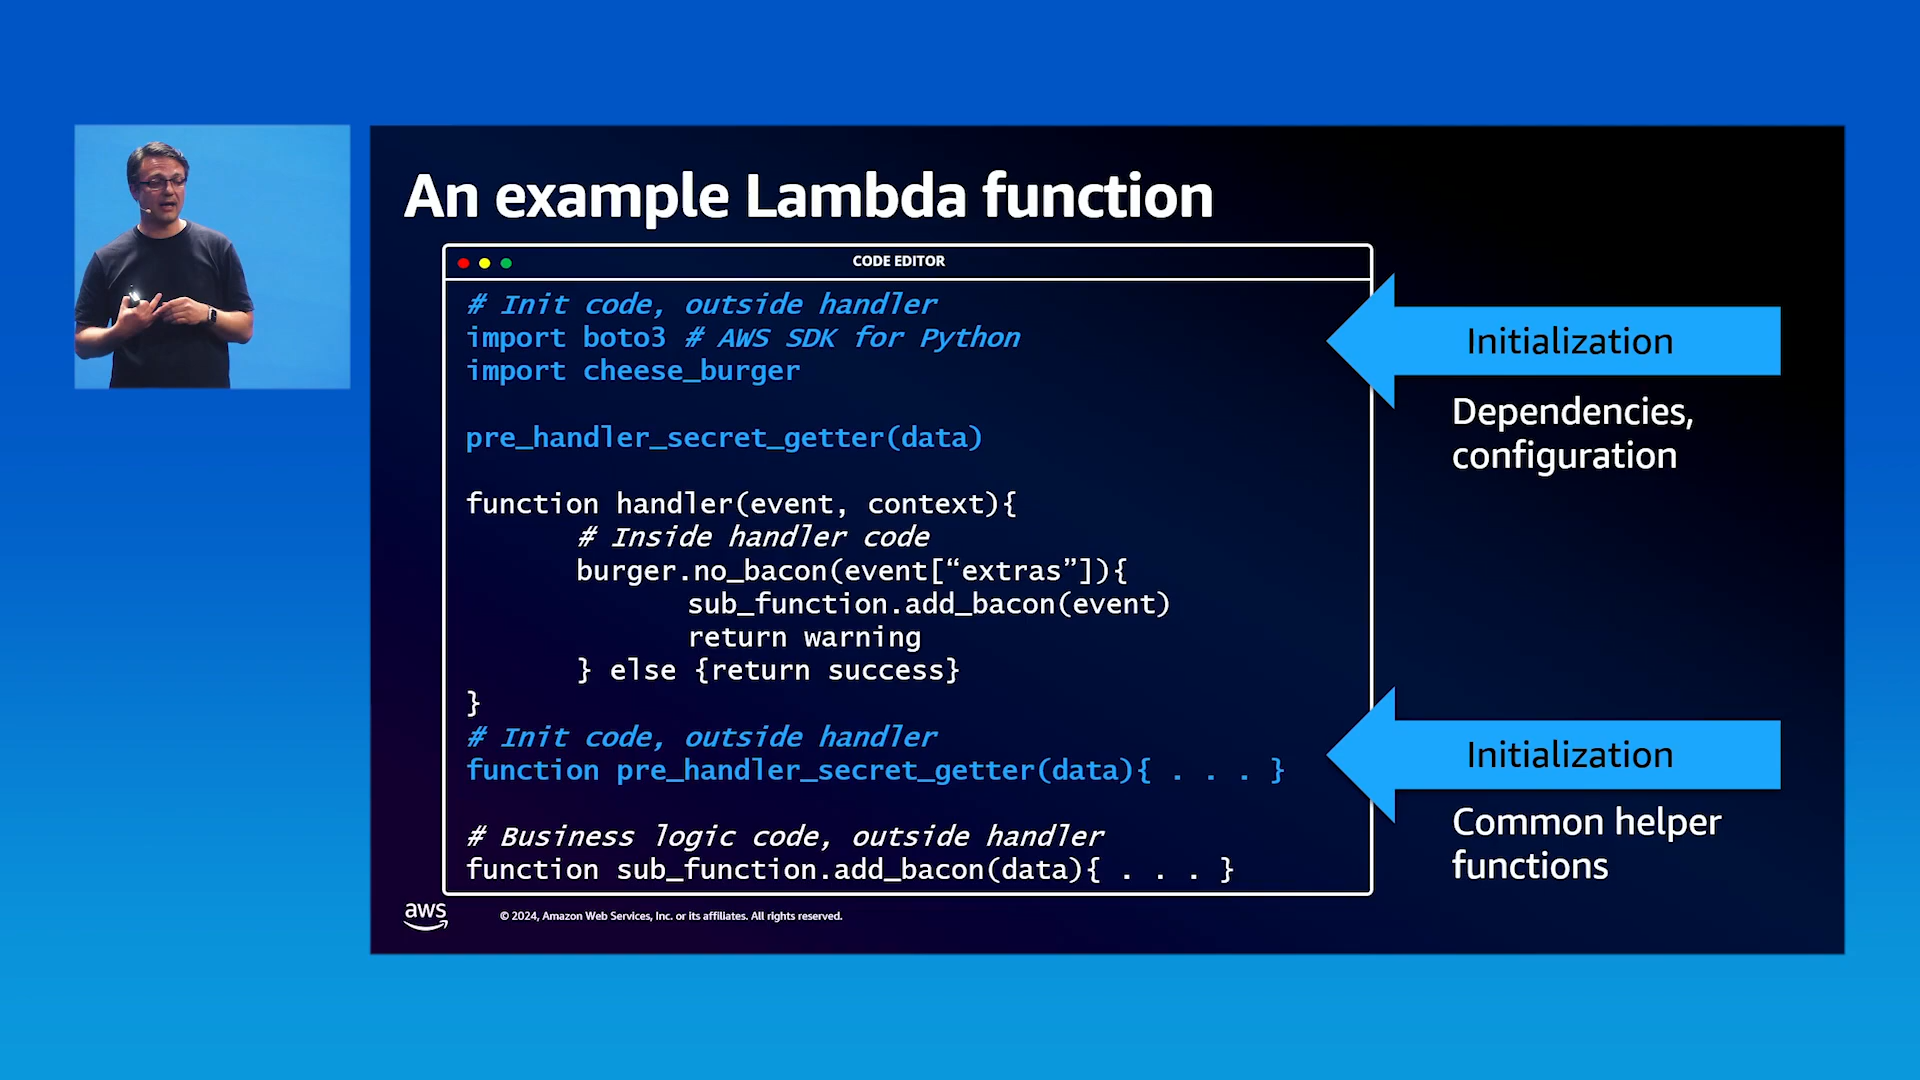 An example Lambda function
CODE EDITOR
# Init code, outside handler
import boto3 # AWS SDK for Python
import cheese_burger
pre_handler_secret_getter(data)
function handler(event, context){
# Inside handler code
burger.no_bacon(event[“extras”]){
sub_function.add_bacon(event)
return warning
} else {return success}
}
# Init code, outside handler
function pre_handler_secret_getter(data){ . . . }
# Business logic code, outside handler
function sub_function.add_bacon(data){ . . . }
Initialization
Dependencies,
configuration
Initialization
Common helper
functions
aws
© 2024, Amazon Web Services, Inc. or its affiliates. All rights reserved.